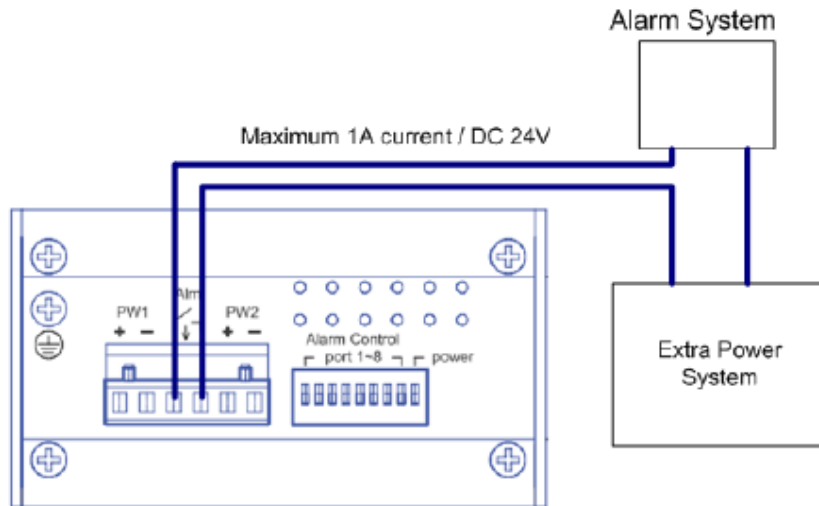 Alarm System
Maximum 1A current / DC 24V
Alm
PW1 PW2
+ - + -
Alarm Control
port 1~8 power
Extra Power
System